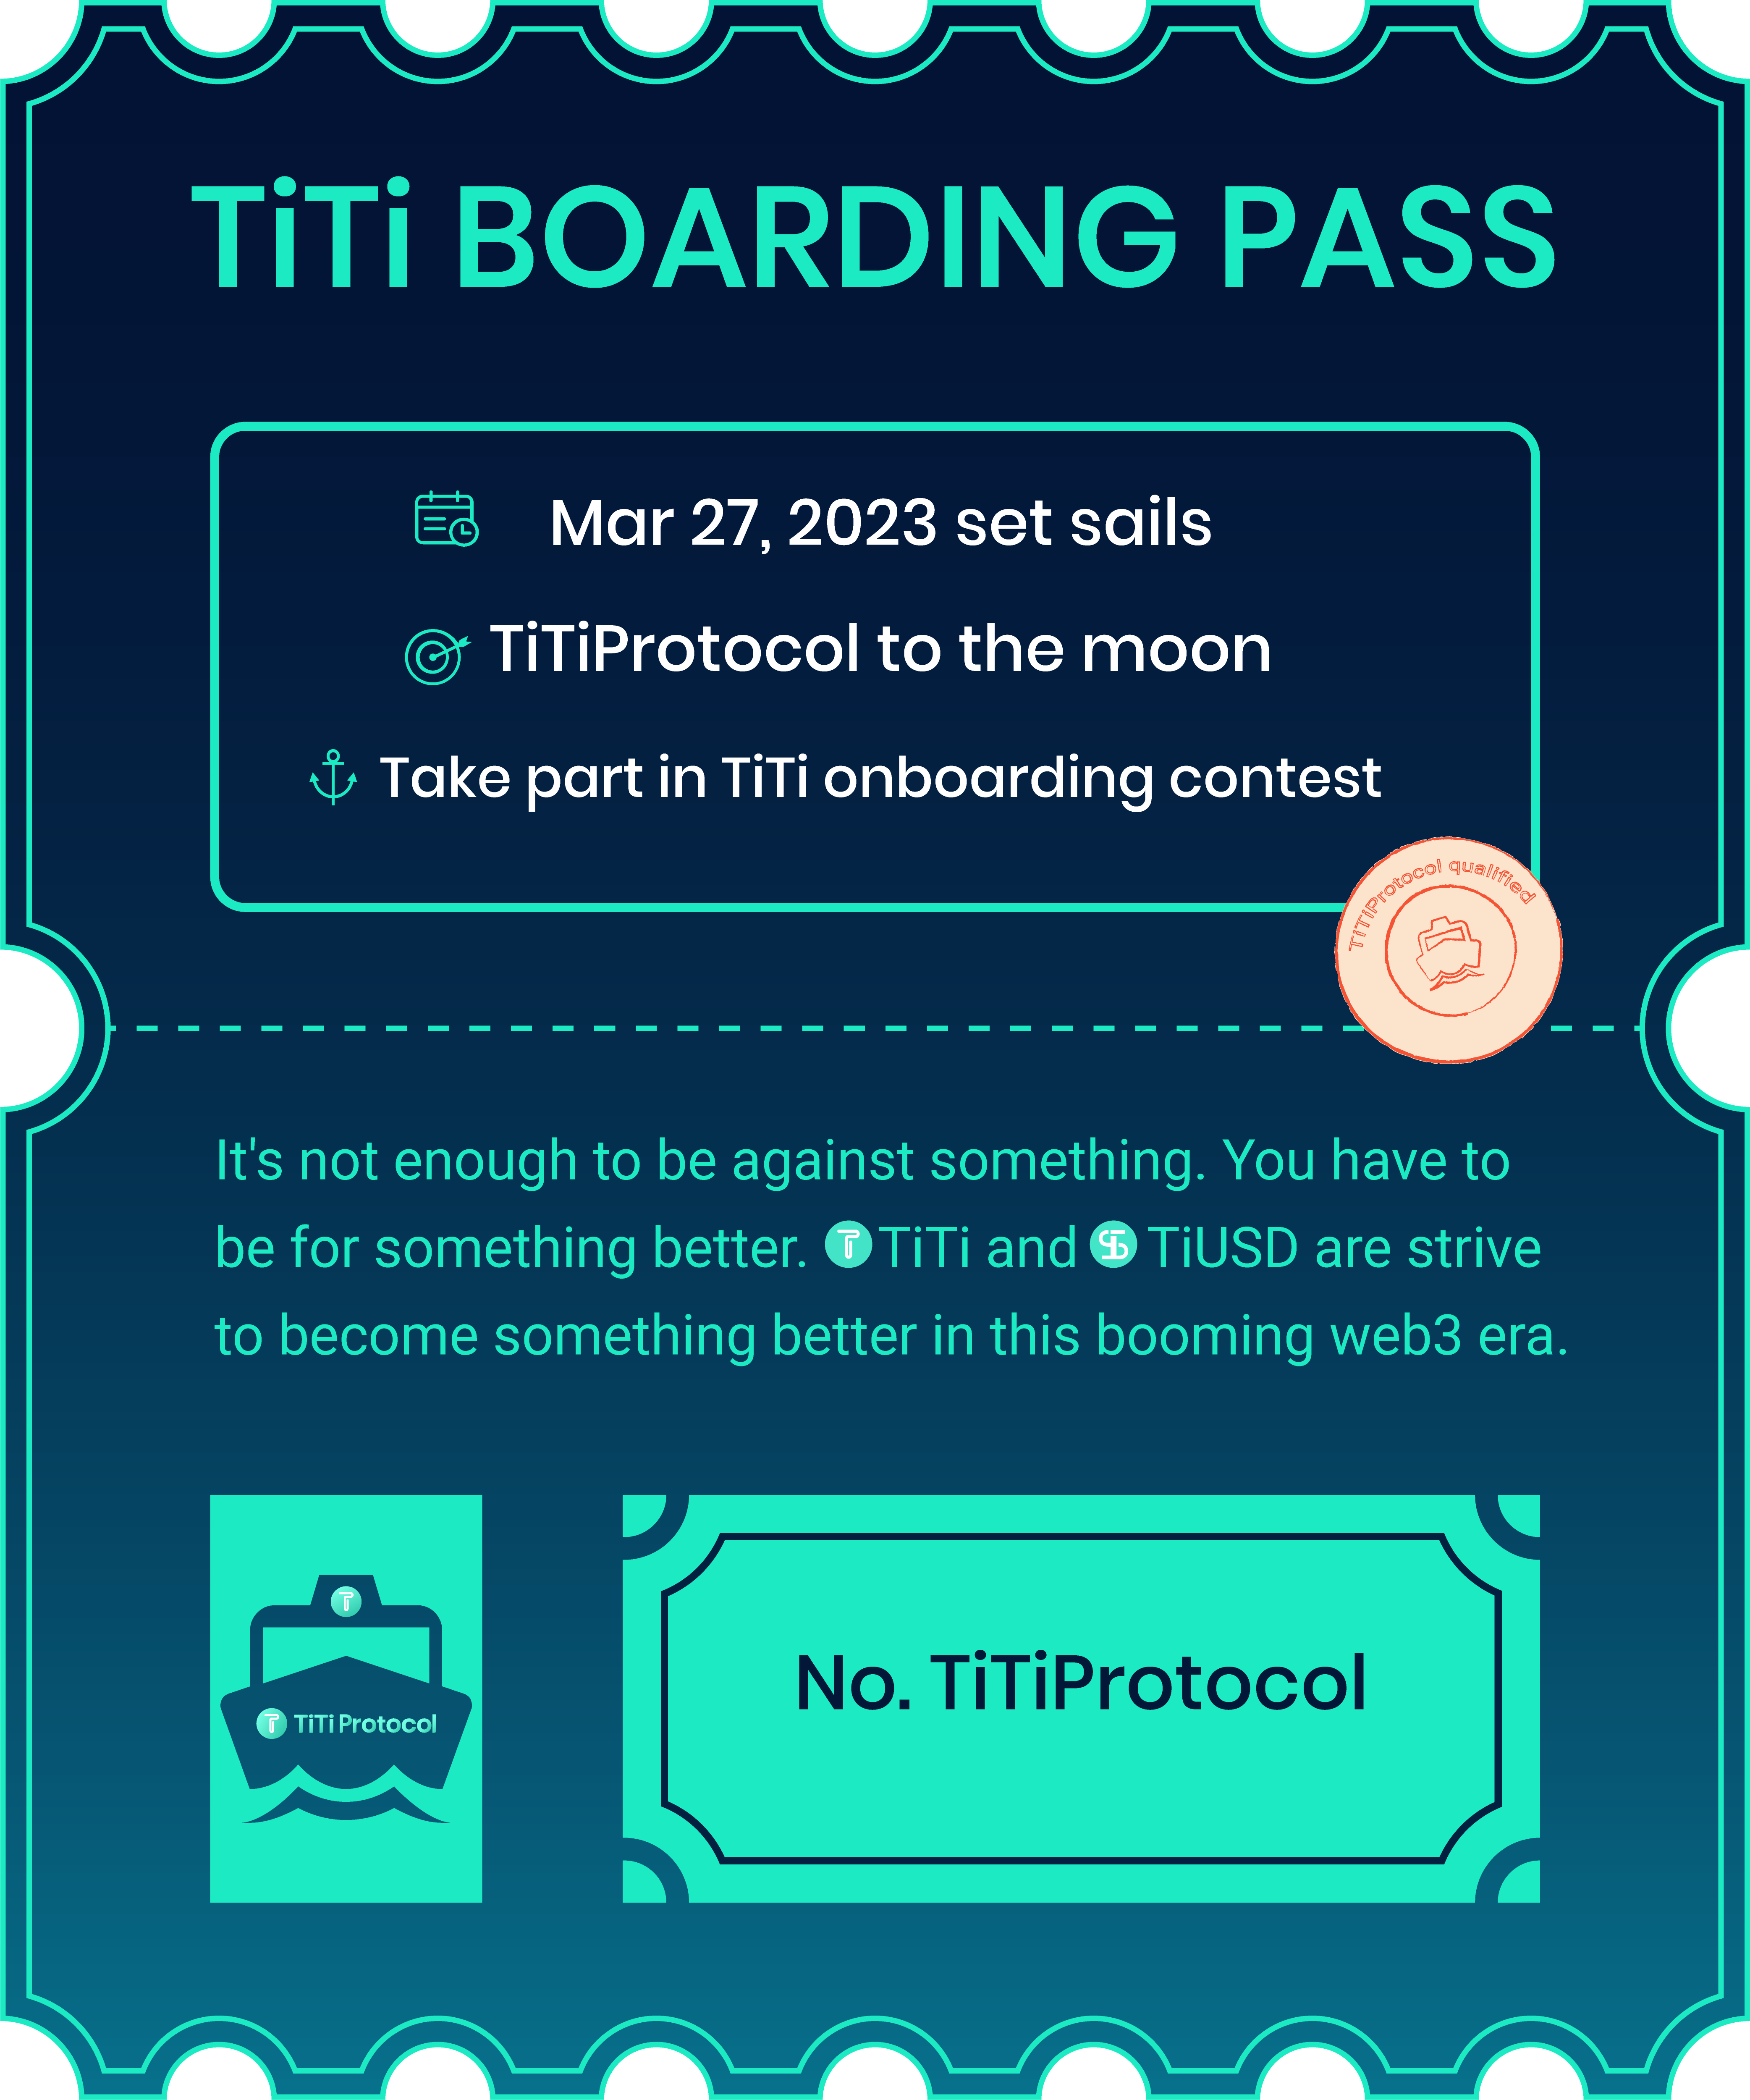 TiTi BOARDING PASS
Mar 27, 2023 set sails
TiTiProtocol to the moon
Take part in TiTi onboarding contest
TiTiProtocol qualified
It's not enough to be against something. You have to
be for something better. TiTi and TiUSD are strive
to become something better in this booming web3 era.
TiTi Protocol
No. TiTiProtocol